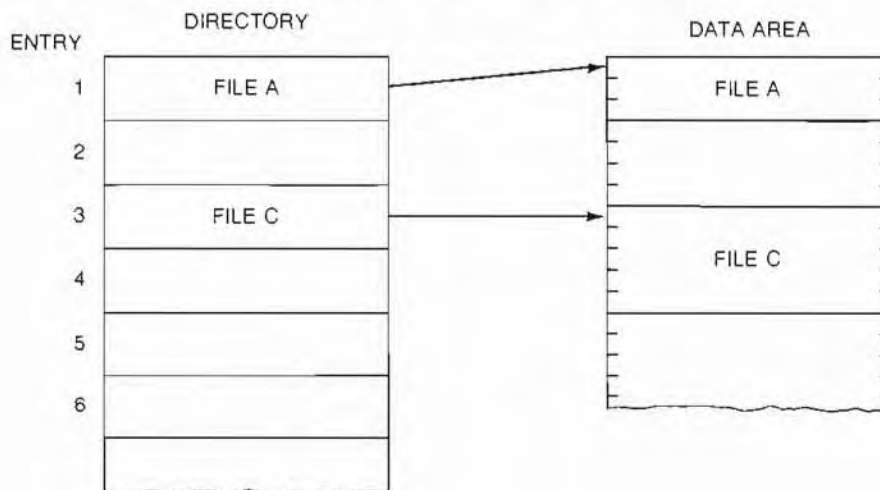 DIRECTORY
DATA AREA
ENTRY
1 FILE A FILE A
2
3 FILE C FILE C
4
5
6